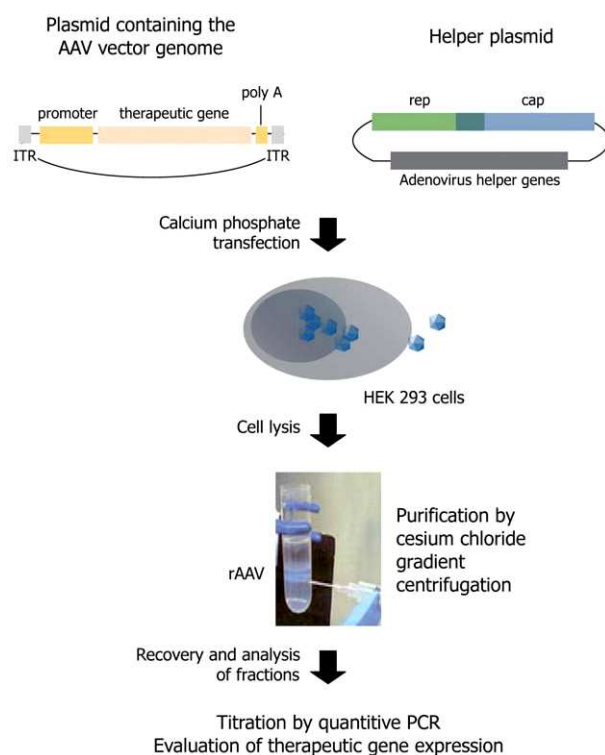 Plasmid containing the
AAV vector genome
Helper plasmid
poly A
promoter
therapeutic gene
ITR
ITR
rep
cap
Adenovirus helper genes
Calcium phosphate
transfection
HEK 293 cells
Cell lysis
rAAV
Purification by
cesium chloride
gradient
centrifugation
Recovery and analysis
of fractions
Titration by quantitive PCR
Evaluation of therapeutic gene expression